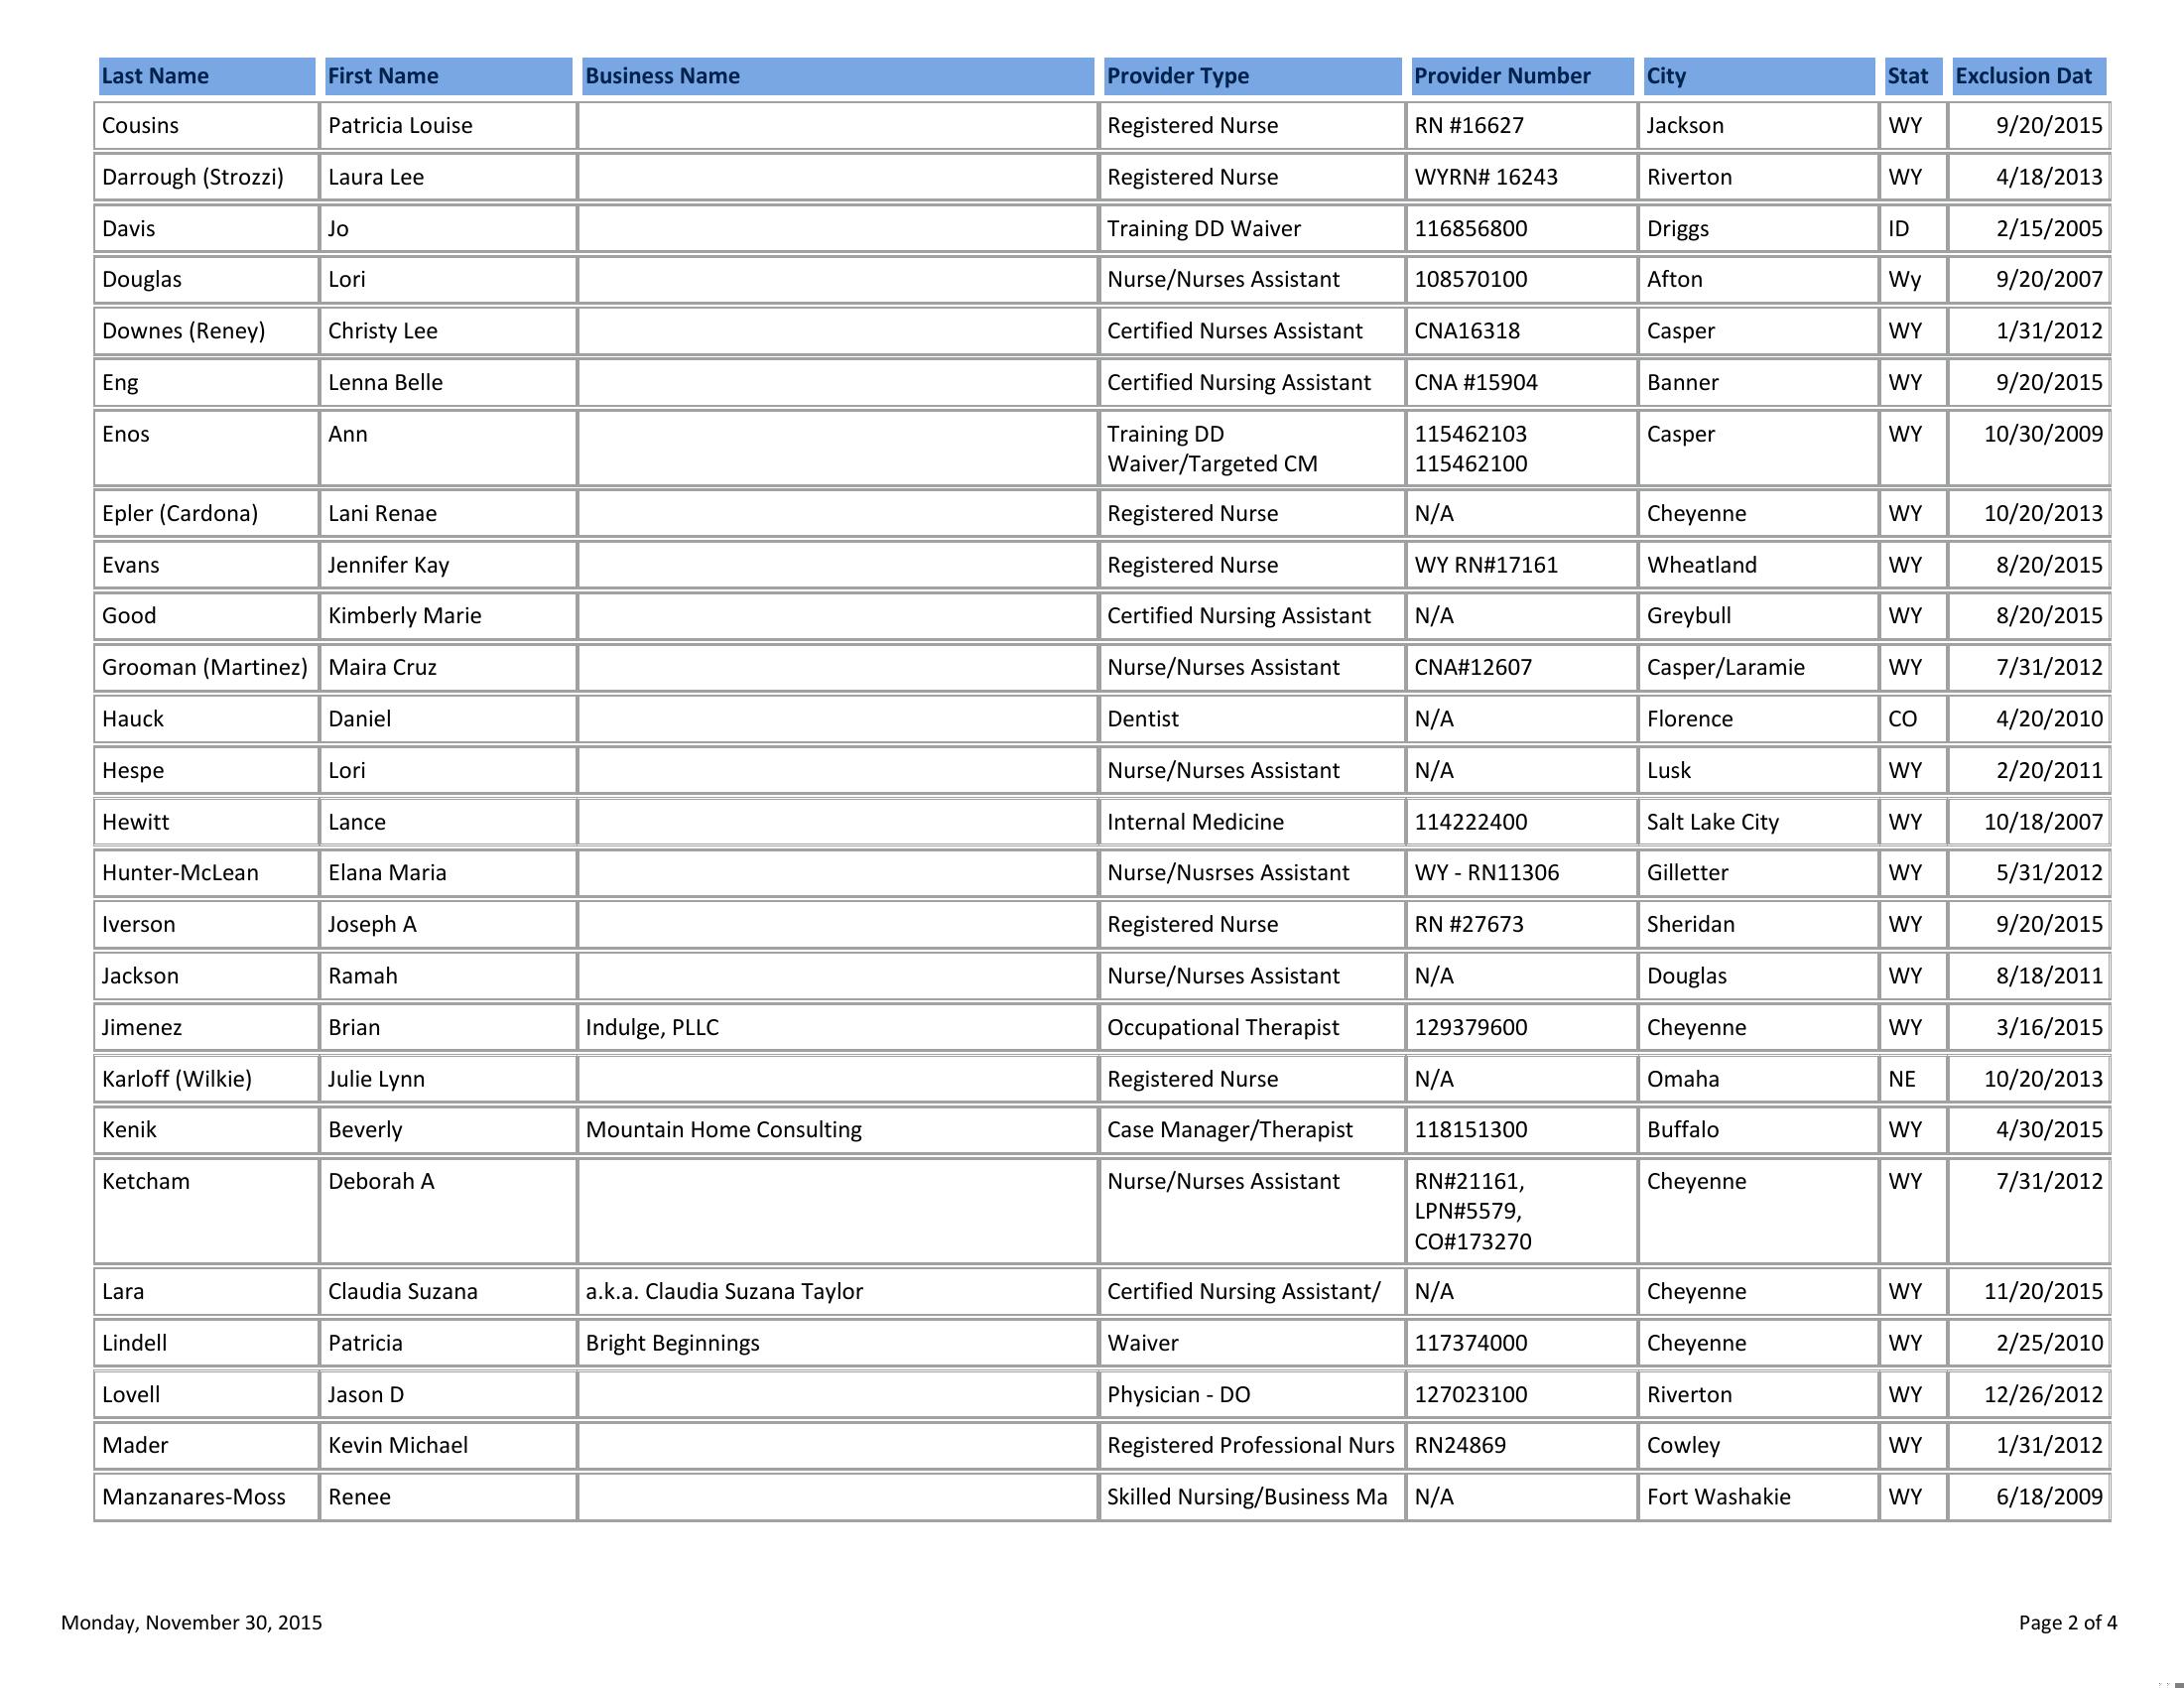 Last Name First Name Business Name Provider Type Provider Number City Stat Exclusion Dat
Cousins Patricia Louise Registered Nurse RN #16627 Jackson WY 9/20/2015
Darrough (Strozzi) Laura Lee Registered Nurse WYRN# 16243 Riverton WY 4/18/2013
Davis Jo Training DD Waiver 116856800 Driggs ID 2/15/2005
Douglas Lori Nurse/Nurses Assistant 108570100 Afton Wy 9/20/2007
Downes (Reney) Christy Lee Certified Nurses Assistant CNA16318 Casper WY 1/31/2012
Eng Lenna Belle Certified Nursing Assistant CNA #15904 Banner WY 9/20/2015
Enos Ann Training DD 115462103 Casper WY 10/30/2009
Waiver/Targeted CM 115462100
Epler (Cardona) Lani Renae Registered Nurse N/A Cheyenne WY 10/20/2013
Evans Jennifer Kay Registered Nurse WY RN#17161 Wheatland WY 8/20/2015
Good Kimberly Marie Certified Nursing Assistant N/A Greybull WY 8/20/2015
Grooman (Martinez) Maira Cruz Nurse/Nurses Assistant CNA#12607 Casper/Laramie WY 7/31/2012
Hauck Daniel Dentist N/A Florence CO 4/20/2010
Hespe Lori Nurse/Nurses Assistant N/A Lusk WY 2/20/2011
Hewitt Lance Internal Medicine 114222400 Salt Lake City WY 10/18/2007
Hunter-McLean Elana Maria Nurse/Nusrses Assistant WY - RN11306 Gilletter WY 5/31/2012
Iverson Joseph A Registered Nurse RN #27673 Sheridan WY 9/20/2015
Jackson Ramah Nurse/Nurses Assistant N/A Douglas WY 8/18/2011
Jimenez Brian Indulge, PLLC Occupational Therapist 129379600 Cheyenne WY 3/16/2015
Karloff (Wilkie) Julie Lynn Registered Nurse N/A Omaha NE 10/20/2013
Kenik Beverly Mountain Home Consulting Case Manager/Therapist 118151300 Buffalo WY 4/30/2015
Ketcham Deborah A Nurse/Nurses Assistant RN#21161, Cheyenne WY 7/31/2012
LPN#5579,
CO#173270
Lara Claudia Suzana a.k.a. Claudia Suzana Taylor Certified Nursing Assistant/ N/A Cheyenne WY 11/20/2015
Lindell Patricia Bright Beginnings Waiver 117374000 Cheyenne WY 2/25/2010
Lovell Jason D Physician - DO 127023100 Riverton WY 12/26/2012
Mader Kevin Michael Registered Professional Nurs RN24869 Cowley WY 1/31/2012
Manzanares-Moss Renee Skilled Nursing/Business Ma N/A Fort Washakie WY 6/18/2009
Monday, November 30, 2015 Page 2 of 4